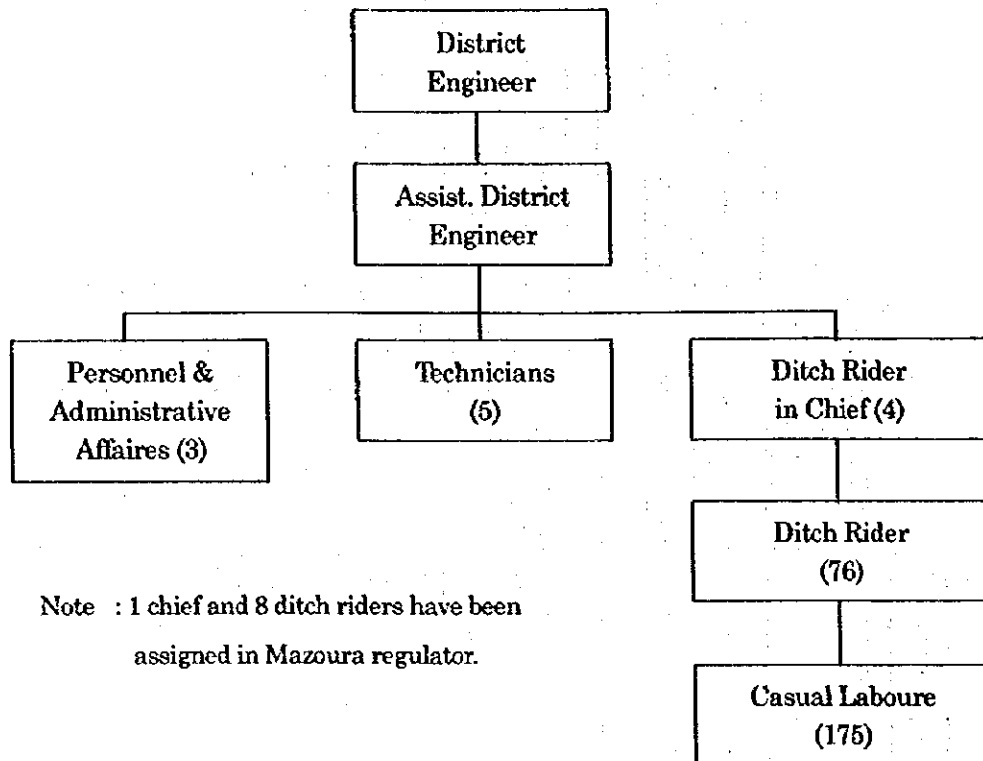 District
Engineer
Assist. District
Engineer
Personnel &
Administrative
Affaires (3)
Technicians
(5)
Ditch Rider
in Chief (4)
Ditch Rider
(76)
Casual Laboure
(175)
Note : 1 chief and 8 ditch riders have been
assigned in Mazoura regulator.